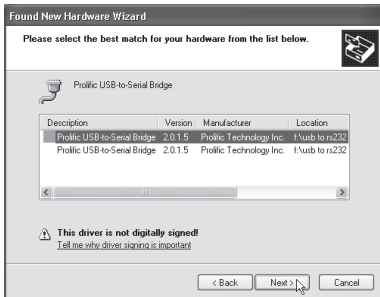 Found New Hardware Wizard
Please select the best match for your hardware from the list below.
Prolific USB-to-Serial Bridge
Description Version Manufacturer Location
Prolific USB-to-Serial Bridge 2.0.1.5 Prolific Technology Inc. f:\usb to rs232
Prolific USB-to-Serial Bridge 2.0.1.5 Prolific Technology Inc. f:\usb to rs232
This driver is not digitally signed!
Tell me why driver signing is important
< Back Next > Cancel